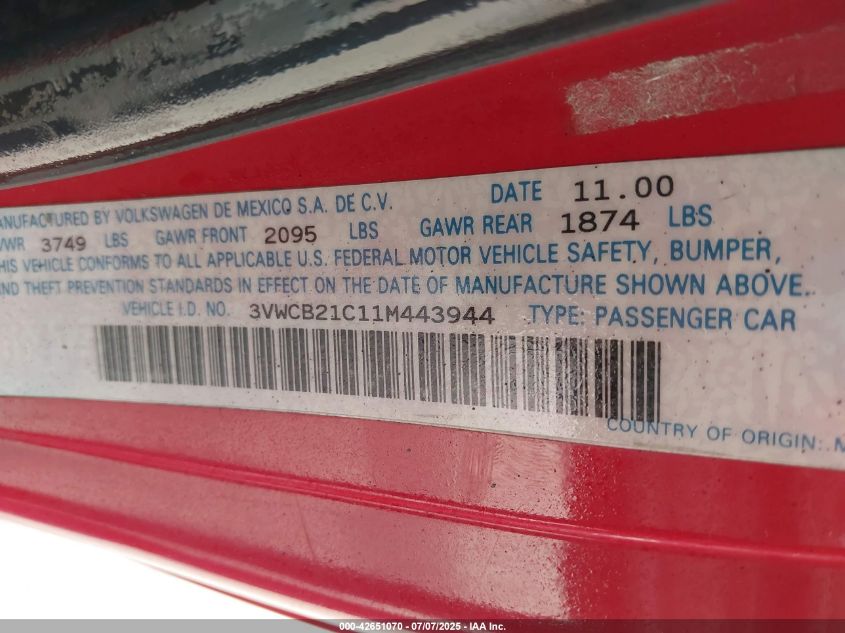 MANUFACTURED BY VOLKSWAGEN DE MEXICO S.A. DE C.V. DATE 11.00
VWR 3749 LBS GAWR FRONT 2095 LBS GAWR REAR 1874 LBS
HIS VEHICLE CONFORMS TO ALL APPLICABLE U.S. FEDERAL MOTOR VEHICLE SAFETY, BUMPER,
ND THEFT PREVENTION STANDARDS IN EFFECT ON THE DATE OF MANUFACTURE SHOWN ABOVE.
VEHICLE I.D. NO. 3VWCB21C11M443944 TYPE: PASSENGER CAR
COUNTRY OF ORIGIN: M
000-42651070 - 07/07/2025 - IAA Inc.